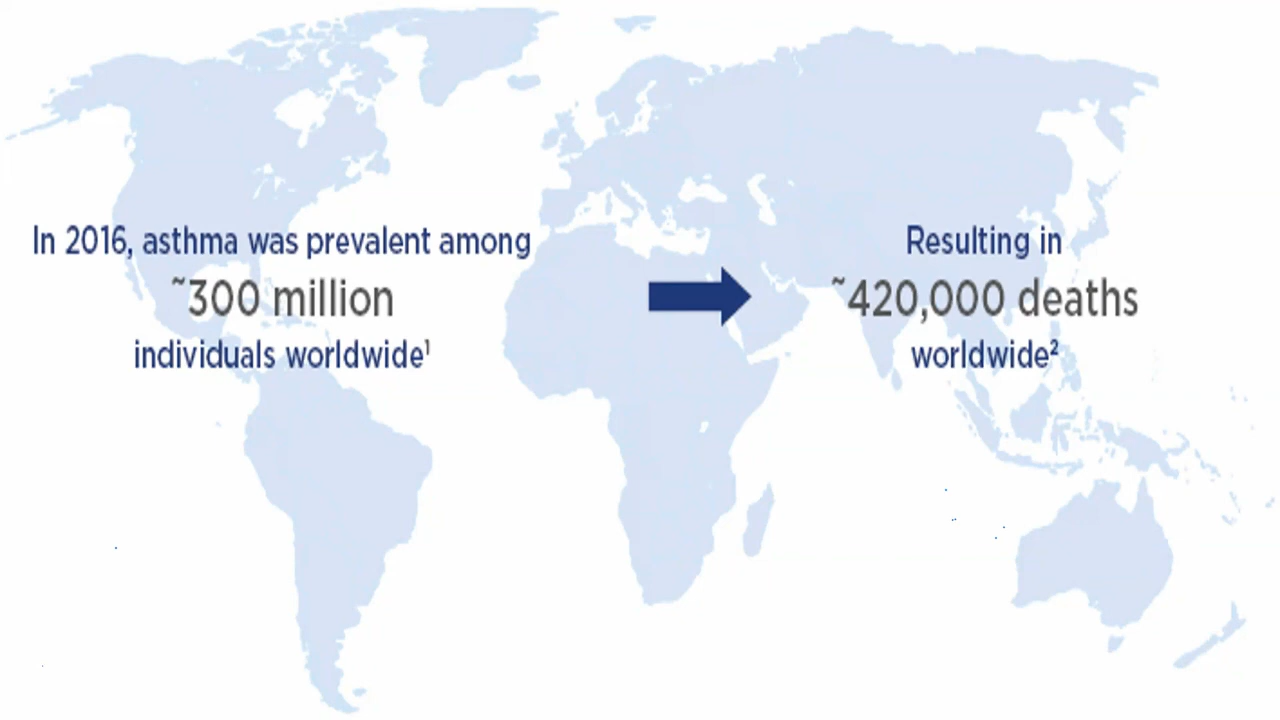 In 2016, asthma was prevalent among
~300 million
individuals worldwide¹
Resulting in
~420,000 deaths
worldwide²